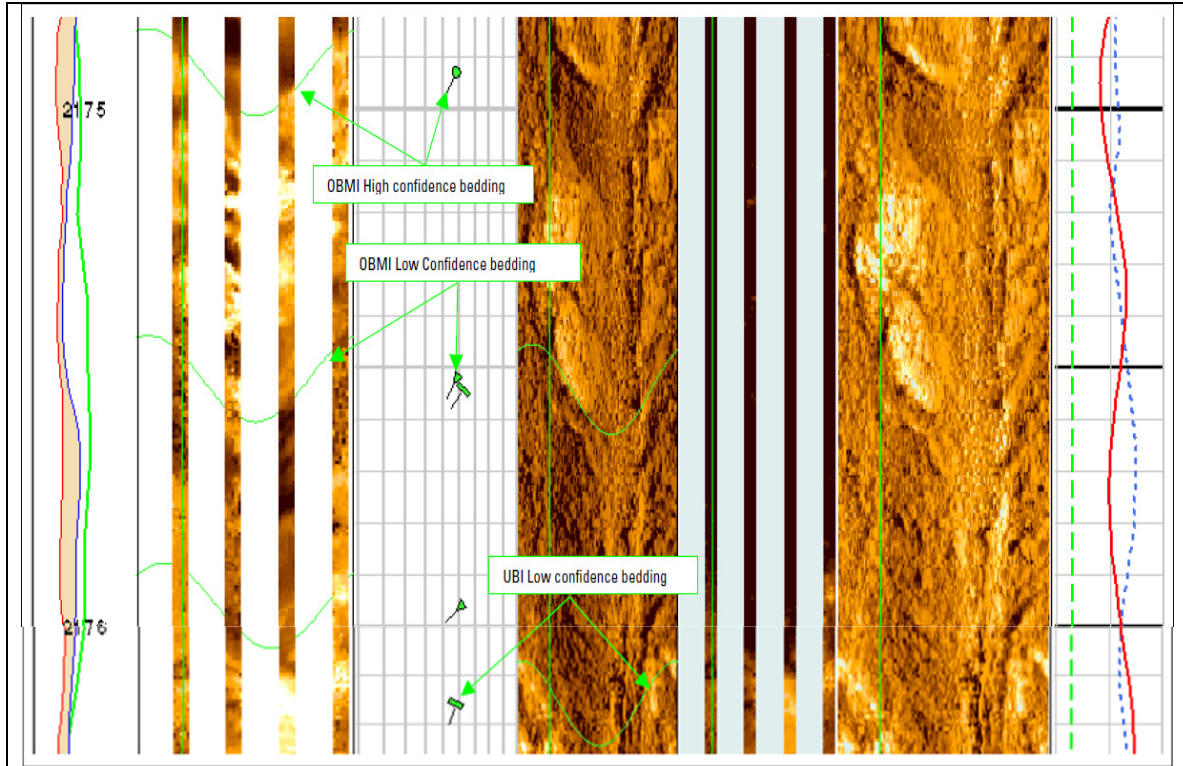 2175
OBMI High confidence bedding
OBMI Low Confidence bedding
UBI Low confidence bedding
2176